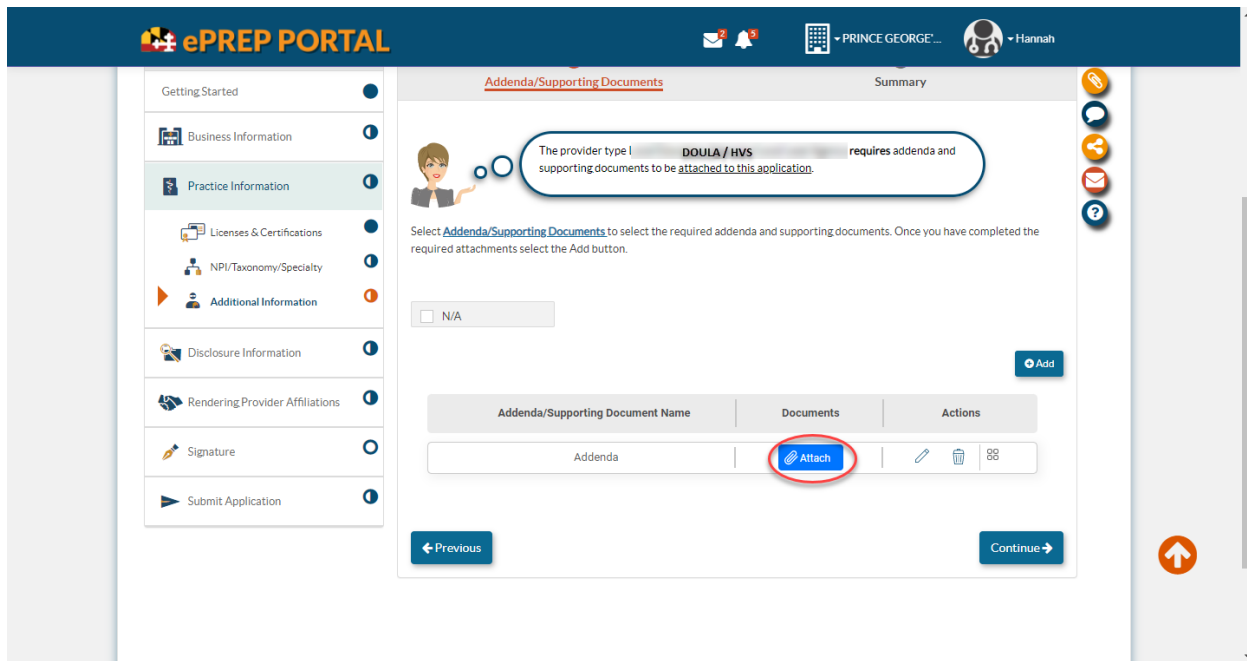 ePREP PORTAL
2
5
PRINCE GEORGE'...
Hannah
Getting Started
Business Information
Practice Information
Licenses & Certifications
NPI/Taxonomy/Specialty
Additional Information
Disclosure Information
Rendering Provider Affiliations
Signature
Submit Application
Addenda/Supporting Documents
Summary
The provider type DOULA / HVS requires addenda and
supporting documents to be attached to this application.
Select Addenda/Supporting Documents to select the required addenda and supporting documents. Once you have completed the
required attachments select the Add button.
N/A
Add
Addenda/Supporting Document Name
Documents
Actions
Addenda
Attach
Previous
Continue